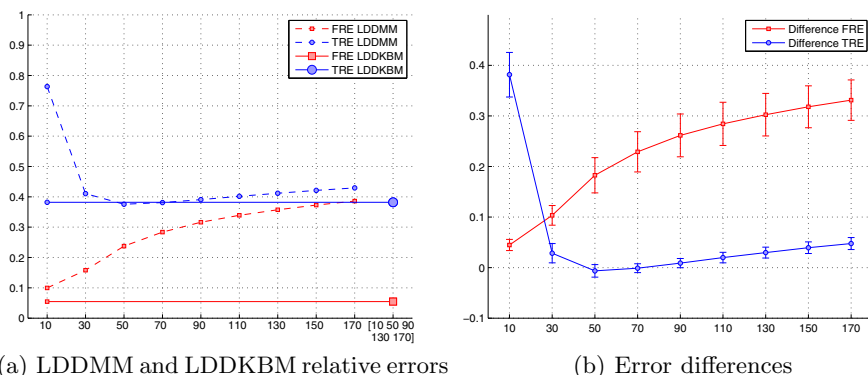 1
0.9
0.8
0.7
0.6
0.5
0.4
0.3
0.2
0.1
0
10 30 50 70 90 110 130 150 170 [10 50 90
130 170]
FRE LDDMM
TRE LDDMM
FRE LDDKBM
TRE LDDKBM
a) LDDMM and LDDKBM relative errors
0.4
0.3
0.2
0.1
0
−0.1
10 30 50 70 90 110 130 150 170
Difference FRE
Difference TRE
(b) Error differences